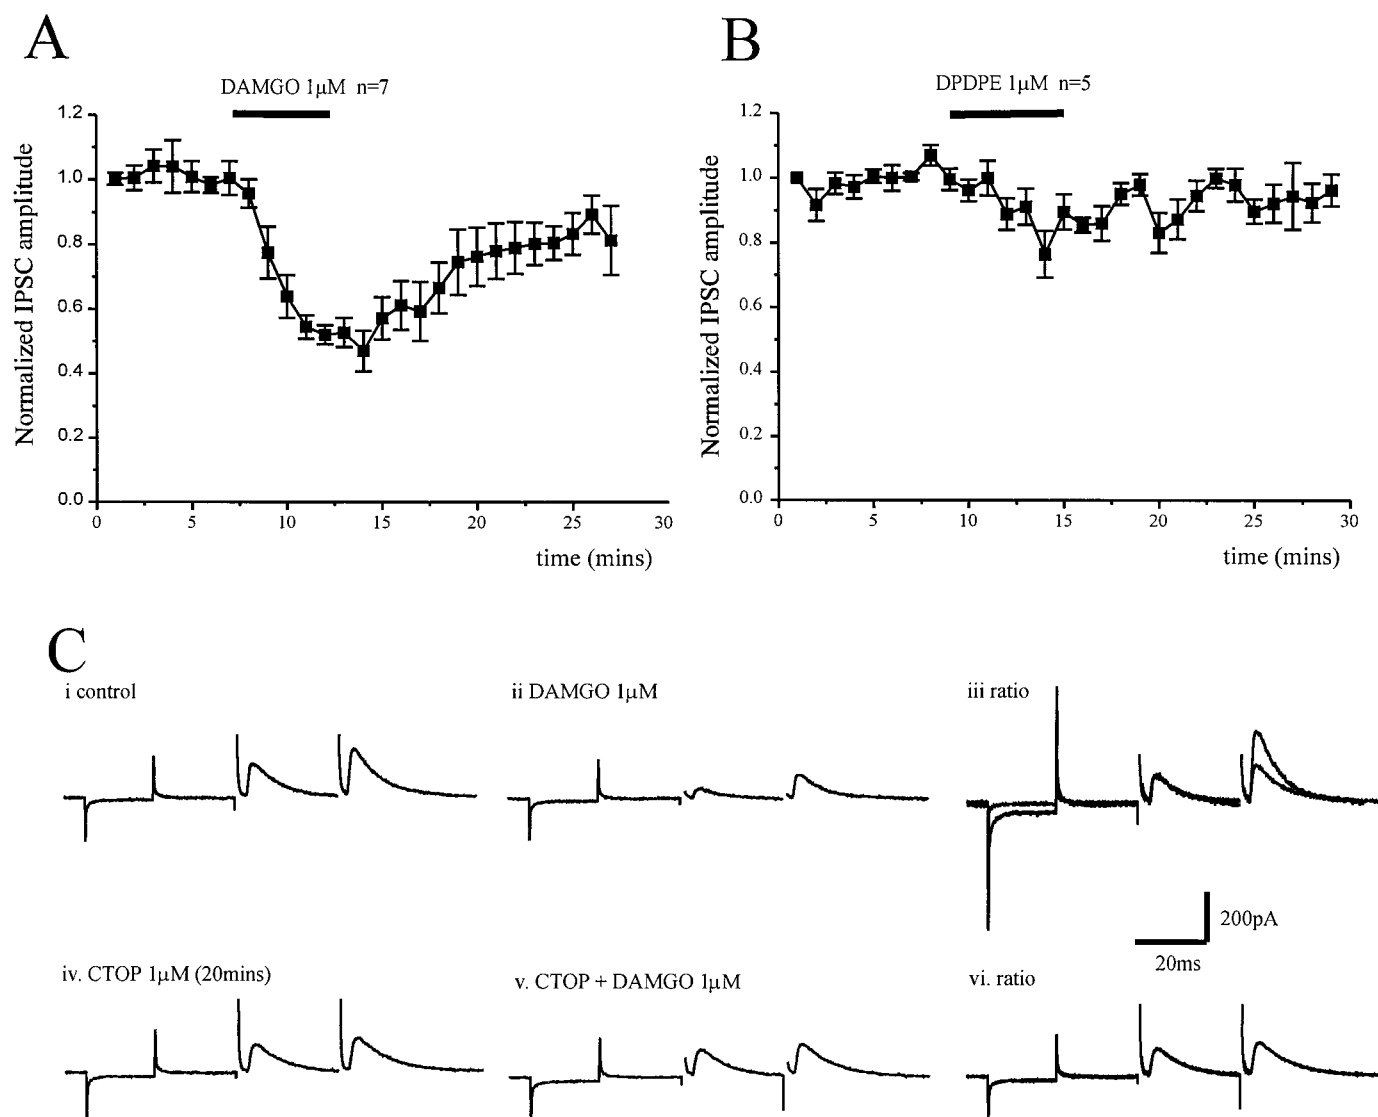 A
DAMGO 1μM n=7
Normalized IPSC amplitude
1.2
1.0
0.8
0.6
0.4
0.2
0.0
0 5 10 15 20 25 30
time (mins)
B
DPDPE 1μM n=5
Normalized IPSC amplitude
1.2
1.0
0.8
0.6
0.4
0.2
0.0
0 5 10 15 20 25 30
time (mins)
C
i control
ii DAMGO 1μM
iii ratio
200pA
20ms
iv. CTOP 1μM (20mins)
v. CTOP + DAMGO 1μM
vi. ratio